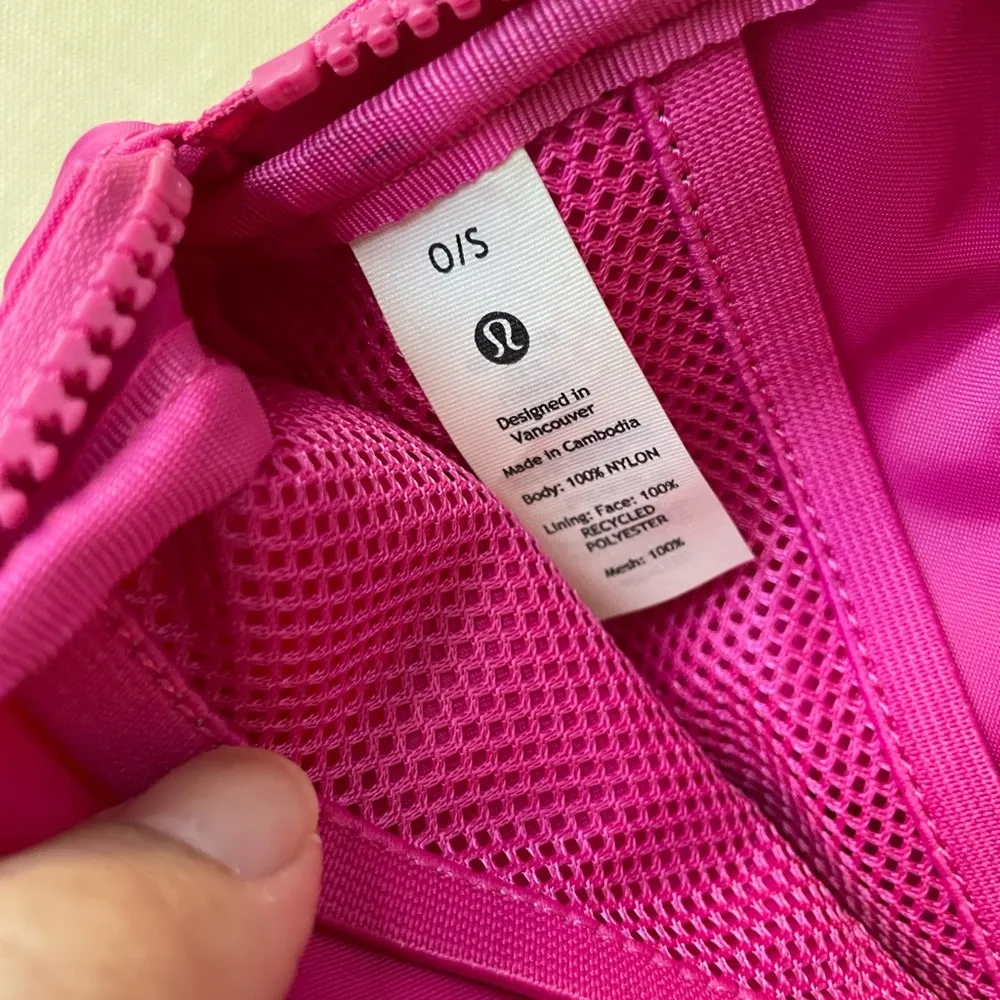 O/S
Designed in
Vancouver
Made in Cambodia
Body: 100% NYLON
Lining: Face: 100%
RECYCLED
POLYESTER
Mesh: 100%